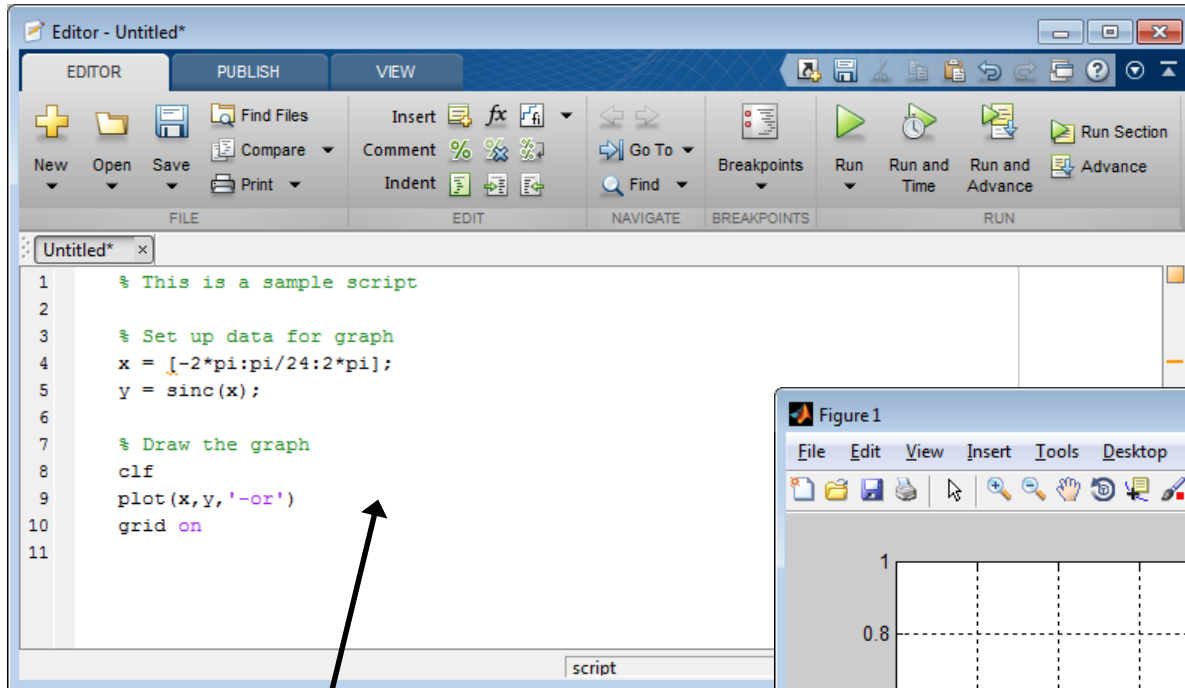 Editor - Untitled*
EDITOR PUBLISH VIEW
New Open Save
Find Files
Compare
Print
FILE
Insert fx fi
Comment % %
Indent
EDIT
Go To
Find
NAVIGATE
Breakpoints
BREAKPOINTS
Run
Run and Time
Run and Advance
Run Section
Advance
RUN
Untitled* ×
1 % This is a sample script
2
3 % Set up data for graph
4 x = [-2*pi:pi/24:2*pi];
5 y = sinc(x);
6
7 % Draw the graph
8 clf
9 plot(x,y,'-or')
10 grid on
11
script
Figure 1
File Edit View Insert Tools Desktop
1
0.8